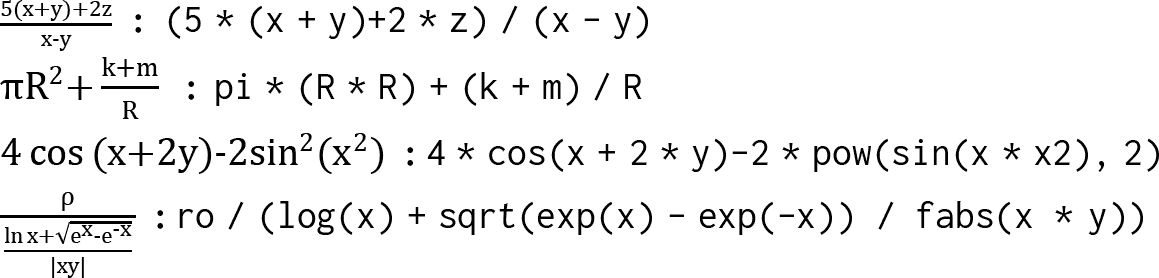 5(x+y)+2z / x-y : (5 * (x + y)+2 * z) / (x - y)
πR² + k+m / R : pi * (R * R) + (k + m) / R
4 cos (x+2y)-2sin²(x²) : 4 * cos(x + 2 * y)-2 * pow(sin(x * x2), 2)
ρ / ln x+√eˣ-e⁻ˣ / |xy| : ro / (log(x) + sqrt(exp(x) - exp(-x)) / fabs(x * y))